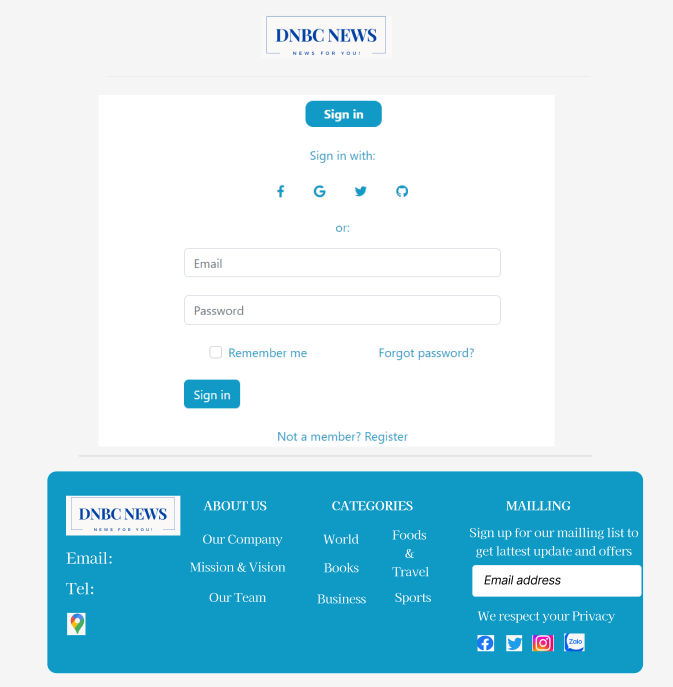 DNBC NEWS
NEWS FOR YOU!
Sign in
Sign in with:
or:
Email
Password
Remember me
Forgot password?
Sign in
Not a member? Register
DNBC NEWS
NEWS FOR YOU!
Email:
Tel:
ABOUT US
Our Company
Mission & Vision
Our Team
CATEGORIES
World
Books
Business
Foods
&
Travel
Sports
MAILLING
Sign up for our mailling list to
get lattest update and offers
Email address
We respect your Privacy
Zalo